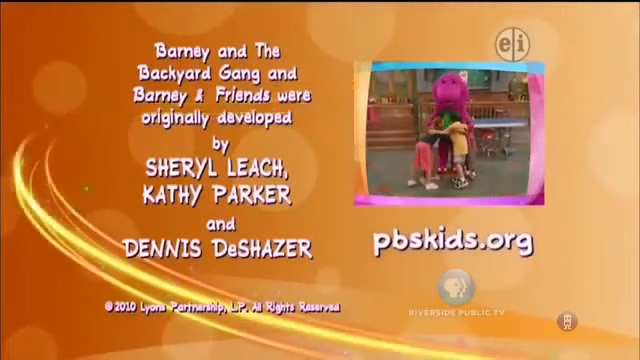 e/i
Barney and The
Backyard Gang and
Barney & Friends were
originally developed
by
SHERYL LEACH,
KATHY PARKER
and
DENNIS DeSHAZER
©2010 Lyons Partnership, L.P. All Rights Reserved
pbskids.org
RIVERSIDE PUBLIC TV